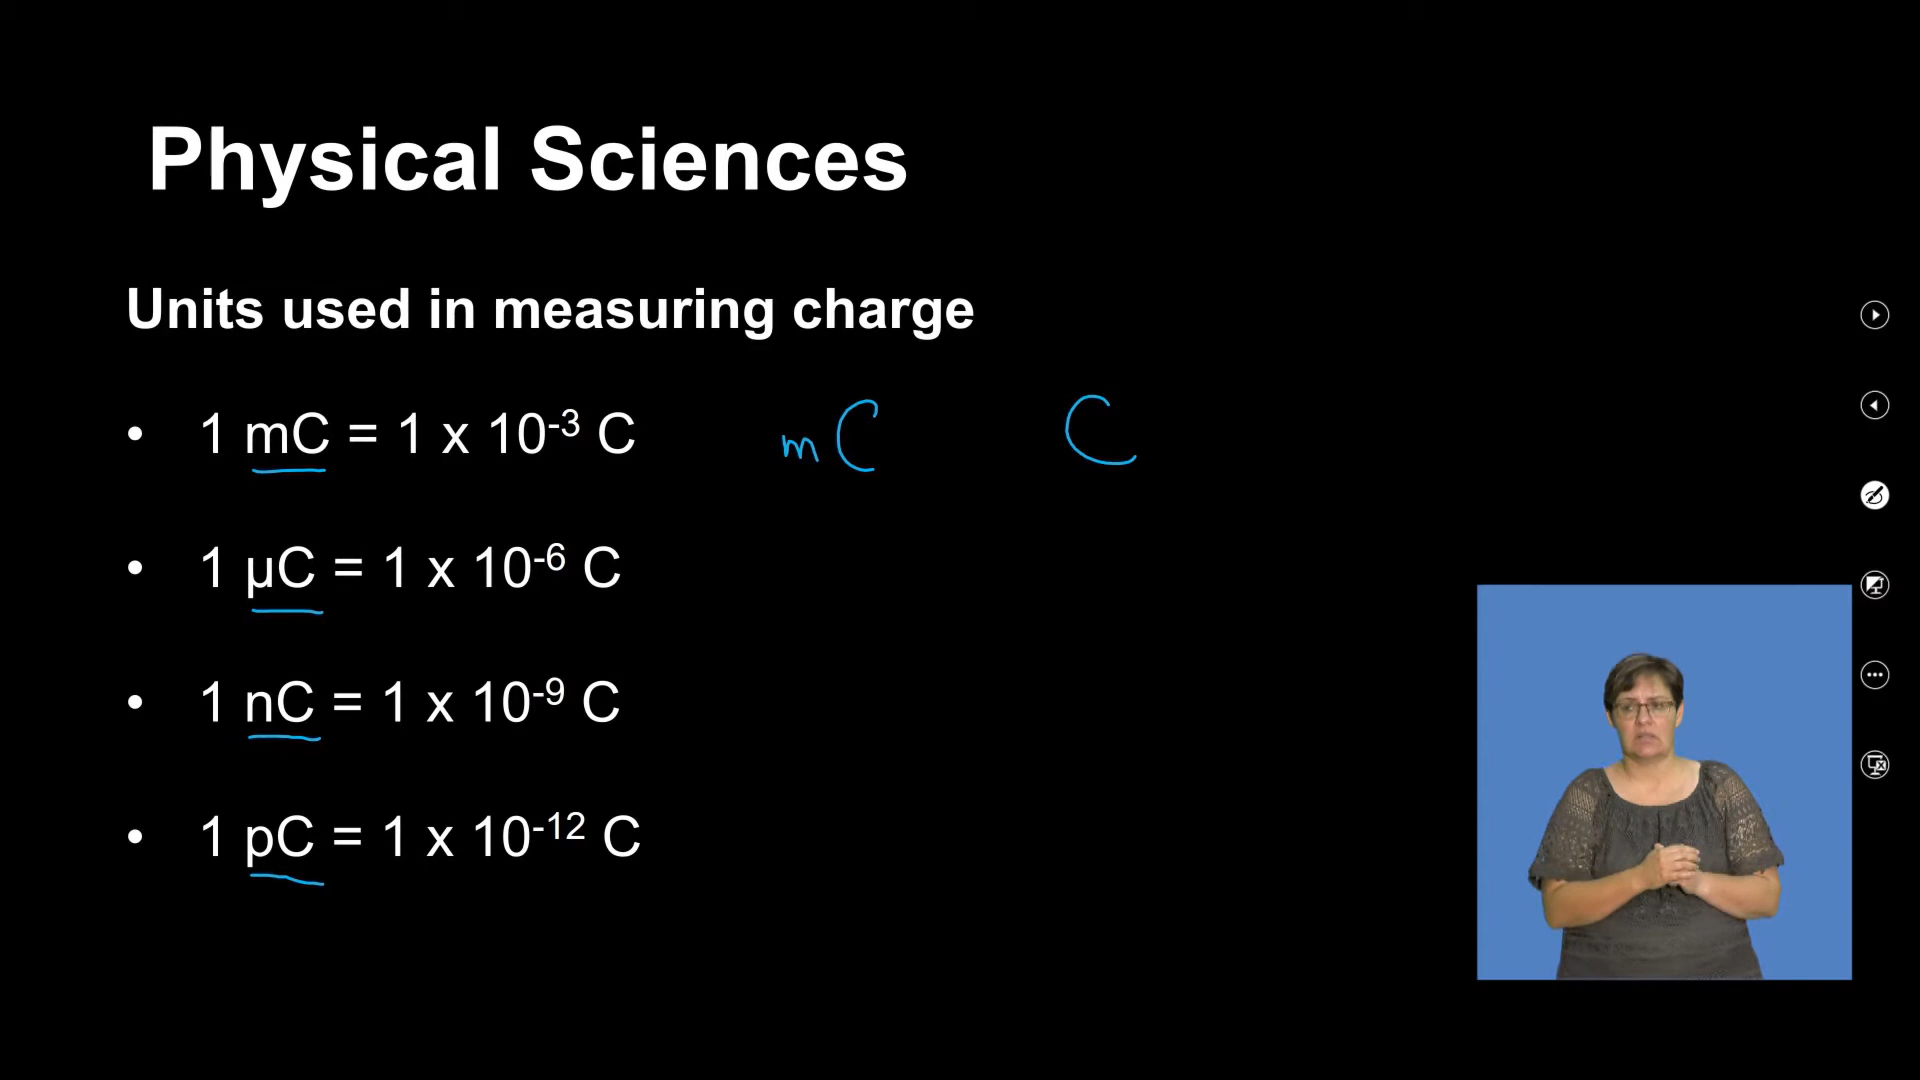 Physical Sciences
Units used in measuring charge
• 1 mC = 1 x 10⁻³ C mC C
• 1 µC = 1 x 10⁻⁶ C
• 1 nC = 1 x 10⁻⁹ C
• 1 pC = 1 x 10⁻¹² C